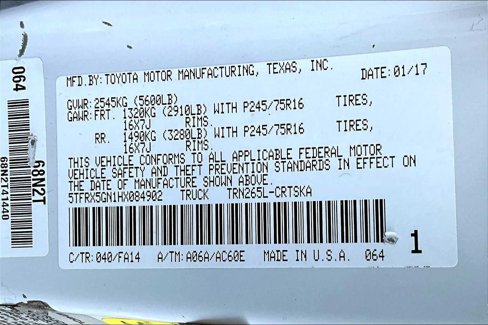 MFD.BY:TOYOTA MOTOR MANUFACTURING, TEXAS, INC.
DATE:01/17
GVWR:2545KG (5600LB)
GAWR:FRT. 1320KG (2910LB) WITH P245/75R16 TIRES,
16X7J RIMS.
RR. 1490KG (3280LB) WITH P245/75R16 TIRES,
16X7J RIMS.
THIS VEHICLE CONFORMS TO ALL APPLICABLE FEDERAL MOTOR
VEHICLE SAFETY AND THEFT PREVENTION STANDARDS IN EFFECT ON
THE DATE OF MANUFACTURE SHOWN ABOVE.
5TFRX5GN1HX084902 TRUCK TRN265L-CRTSKA
C/TR:040/FA14 A/TM:A06A/AC60E MADE IN U.S.A. 064
1
064
68N2T
68N2141440